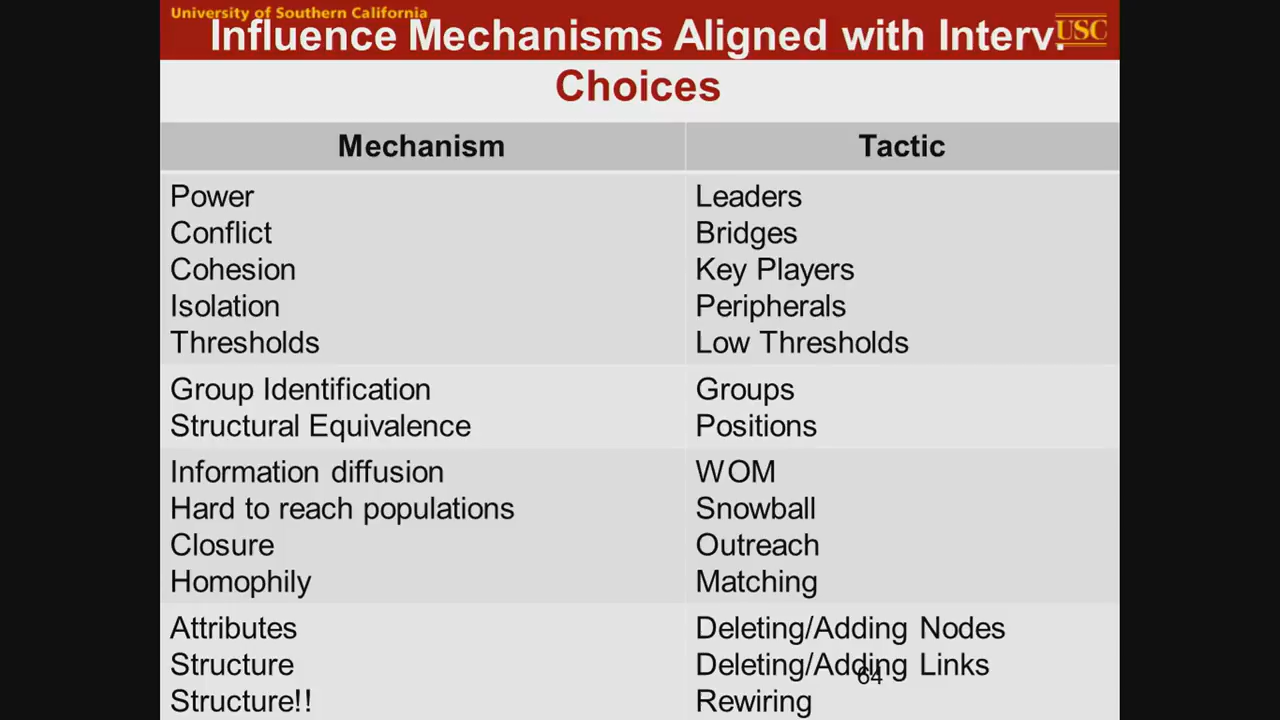 University of Southern California
Influence Mechanisms Aligned with Interv.
USC
Choices
Mechanism Tactic
Power Leaders
Conflict Bridges
Cohesion Key Players
Isolation Peripherals
Thresholds Low Thresholds
Group Identification Groups
Structural Equivalence Positions
Information diffusion WOM
Hard to reach populations Snowball
Closure Outreach
Homophily Matching
Attributes Deleting/Adding Nodes
Structure Deleting/Adding Links
64
Structure!! Rewiring